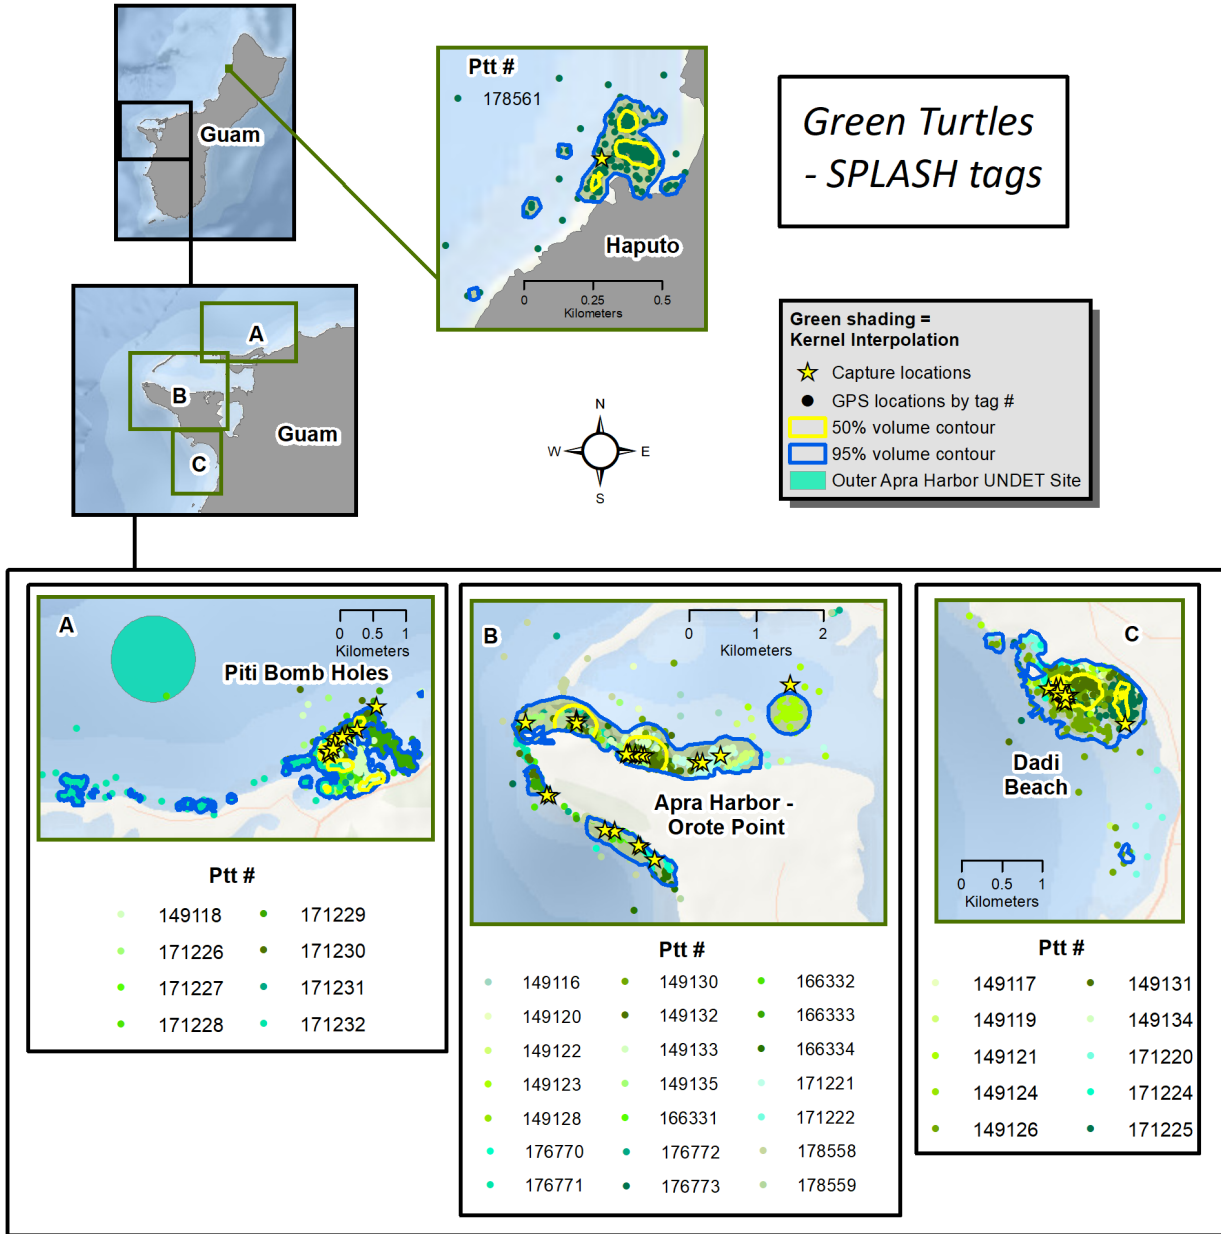 Guam
Ptt #
178561
Haputo
0 0.25 0.5
Kilometers
Green Turtles
- SPLASH tags
A
B
C
Guam
N
W E
S
Green shading =
Kernel Interpolation
Capture locations
GPS locations by tag #
50% volume contour
95% volume contour
Outer Apra Harbor UNDET Site
A
0 0.5 1
Kilometers
Piti Bomb Holes
Ptt #
149118 171229
171226 171230
171227 171231
171228 171232
B
0 2
Kilometers
Apra Harbor -
Orote Point
Ptt #
149116 149130 166332
149120 149132 166333
149122 149133 166334
149123 149135 171221
149128 166331 171222
176770 176772 178558
176771 176773 178559
C
Dadi
Beach
0 1
Kilometers
Ptt #
149117 149131
149119 149134
149121 171220
149124 171224
149126 171225